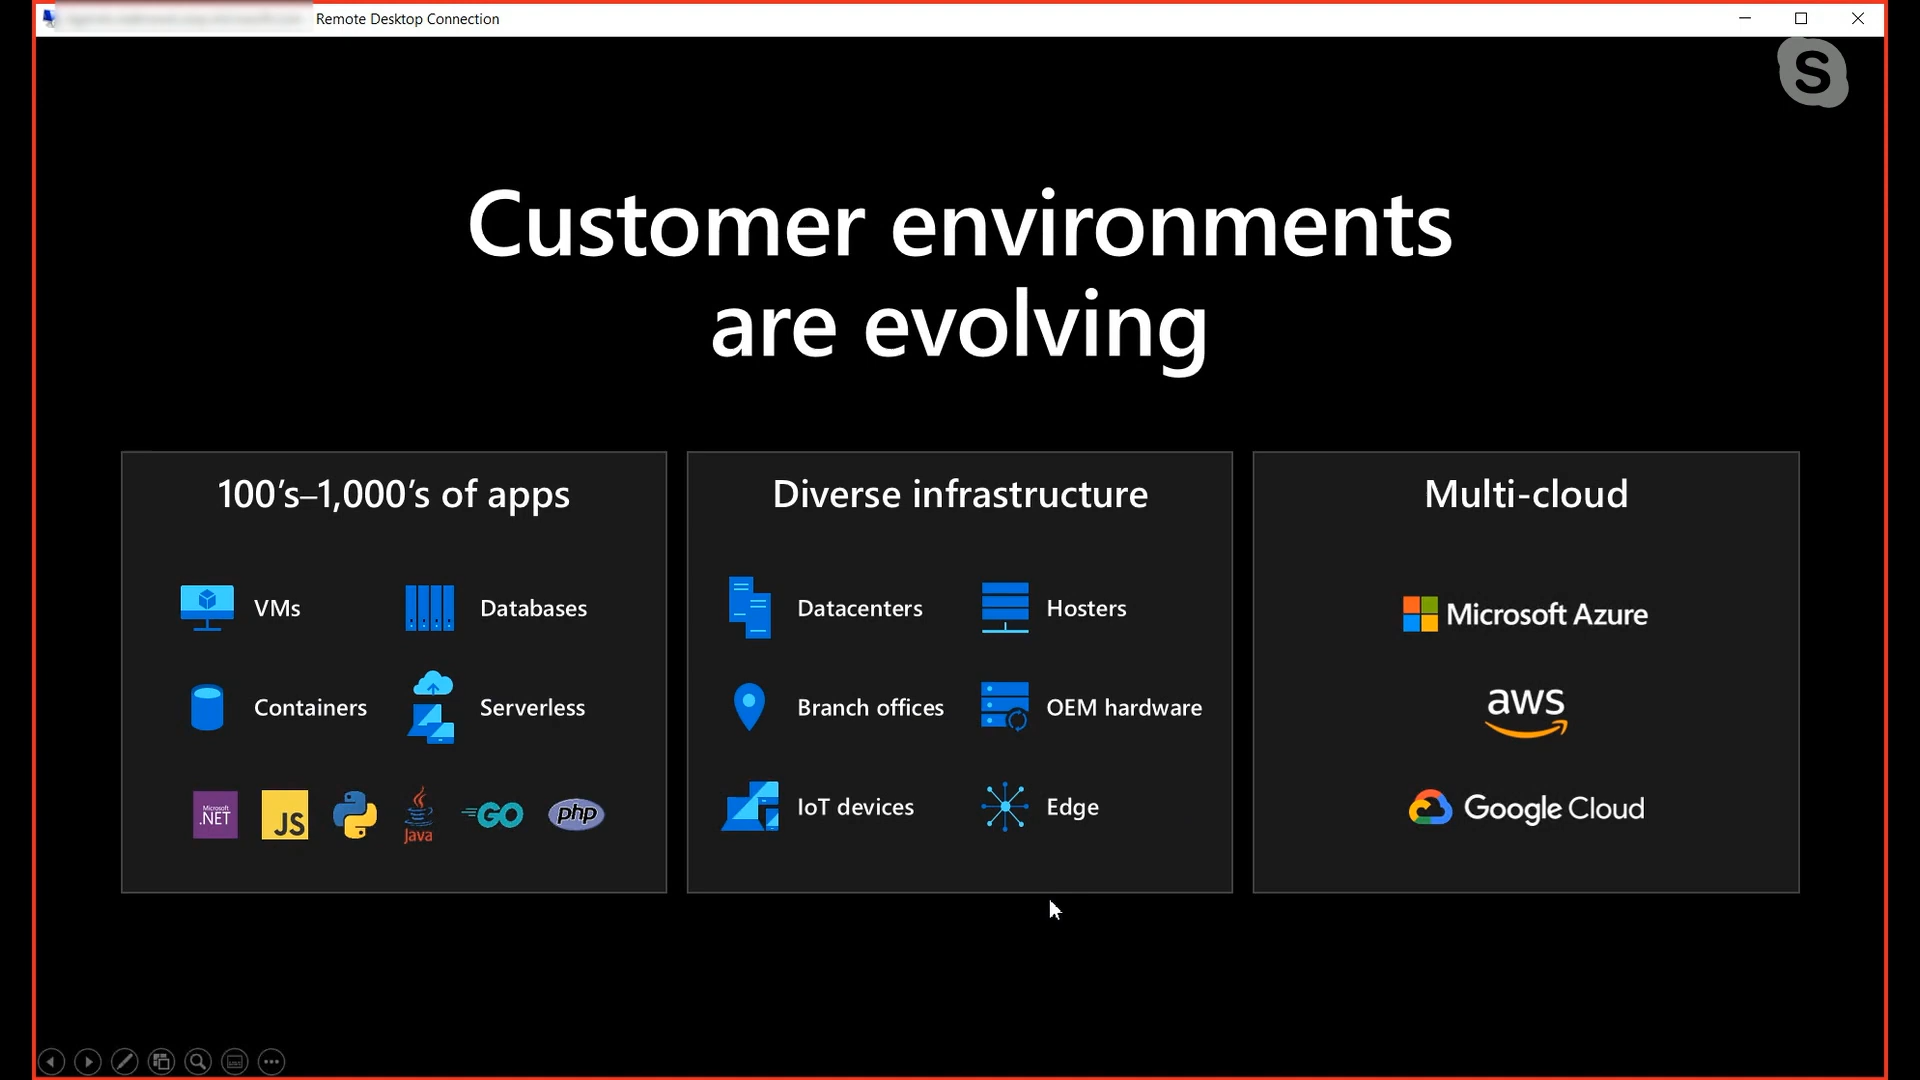 Remote Desktop Connection
S
Customer environments
are evolving
100's–1,000's of apps
VMs
Databases
Containers
Serverless
Microsoft
.NET
JS
Java
GO
php
Diverse infrastructure
Datacenters
Hosters
Branch offices
OEM hardware
IoT devices
Edge
Multi-cloud
Microsoft Azure
aws
Google Cloud